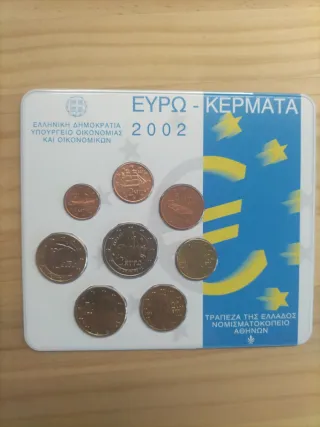 ΕΛΛΗΝΙΚΗ ΔΗΜΟΚΡΑΤΙΑ
ΥΠΟΥΡΓΕΙΟ ΟΙΚΟΝΟΜΙΑΣ
ΚΑΙ ΟΙΚΟΝΟΜΙΚΩΝ
ΕΥΡΩ - ΚΕΡΜΑΤΑ
2002
ΤΡΑΠΕΖΑ ΤΗΣ ΕΛΛΑΔΟΣ
ΝΟΜΙΣΜΑΤΟΚΟΠΕΙΟ
ΑΘΗΝΩΝ